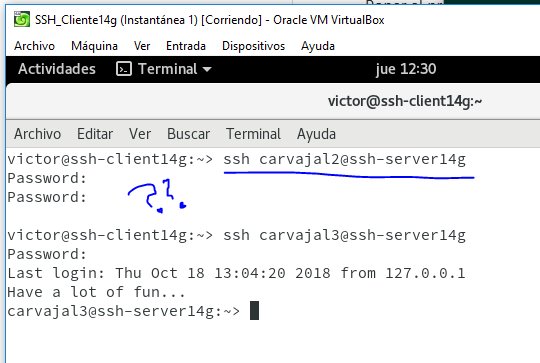 SSH_Cliente14g (Instantánea 1) [Corriendo] - Oracle VM VirtualBox
Archivo Máquina Ver Entrada Dispositivos Ayuda
Actividades Terminal jue 12:30
victor@ssh-client14g:~
Archivo Editar Ver Buscar Terminal Ayuda
victor@ssh-client14g:~> ssh carvajal2@ssh-server14g
Password:
Password:
??.
victor@ssh-client14g:~> ssh carvajal3@ssh-server14g
Password:
Last login: Thu Oct 18 13:04:20 2018 from 127.0.0.1
Have a lot of fun...
carvajal3@ssh-server14g:~>